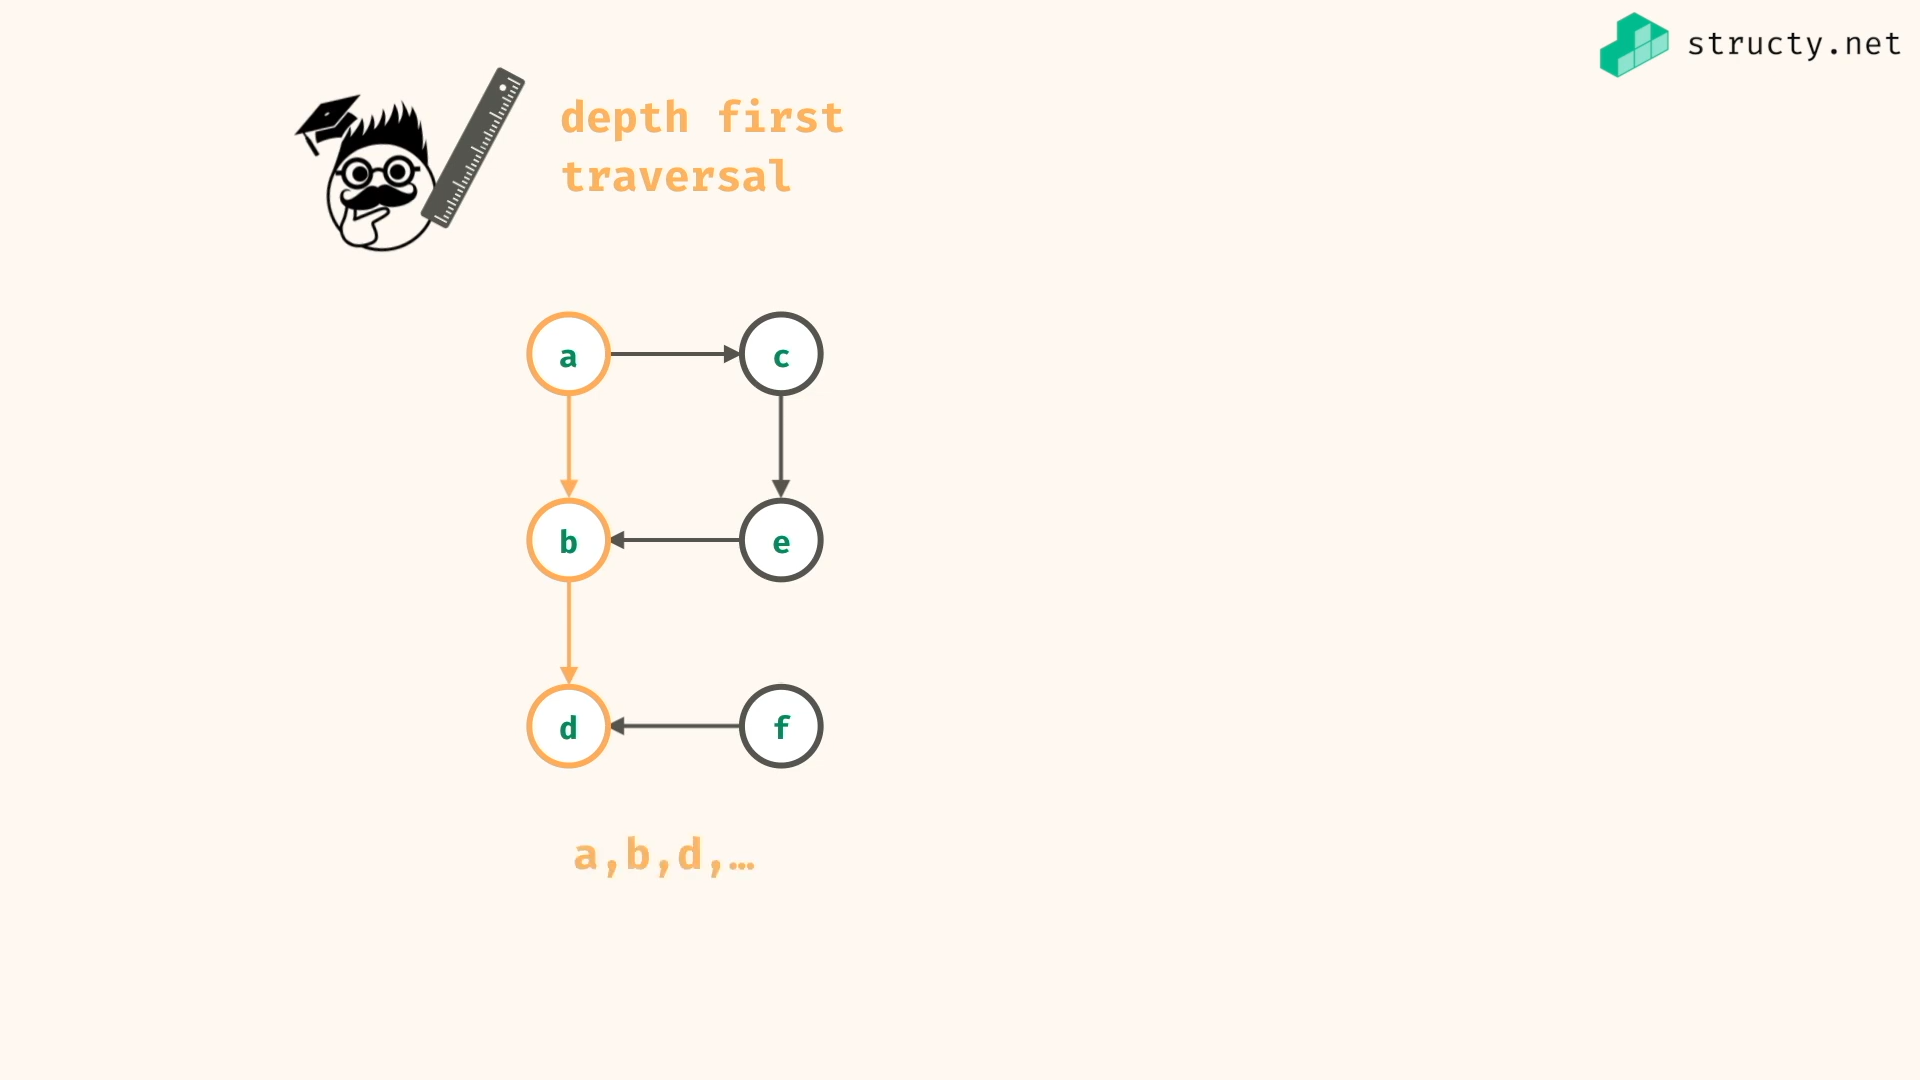 structy.net
depth first
traversal
a
c
b
e
d
f
a,b,d,…